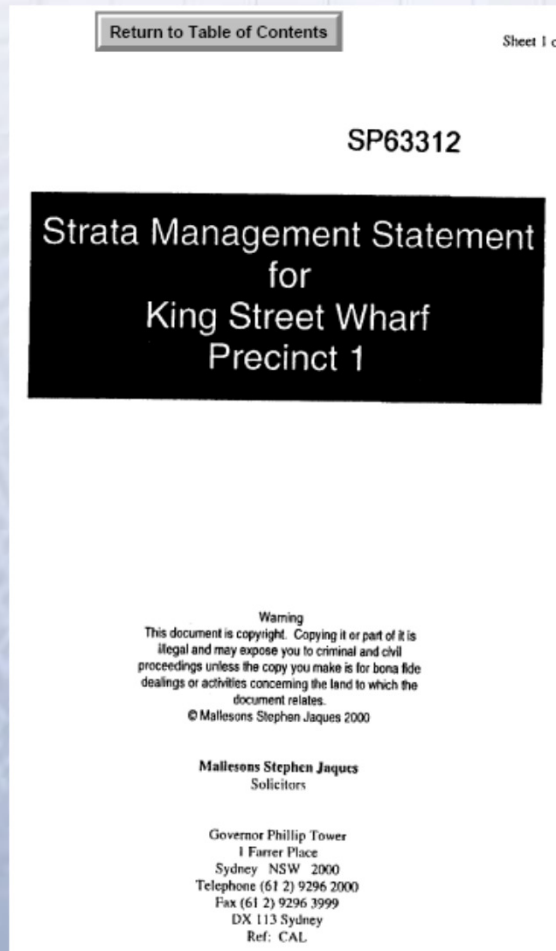 Return to Table of Contents
Sheet 1 o
SP63312
Strata Management Statement
for
King Street Wharf
Precinct 1
Warning
This document is copyright. Copying it or part of it is
illegal and may expose you to criminal and civil
proceedings unless the copy you make is for bona fide
dealings or activities concerning the land to which the
document relates.
© Mallesons Stephen Jaques 2000
Mallesons Stephen Jaques
Solicitors
Governor Phillip Tower
1 Farrer Place
Sydney NSW 2000
Telephone (61 2) 9296 2000
Fax (61 2) 9296 3999
DX 113 Sydney
Ref: CAL